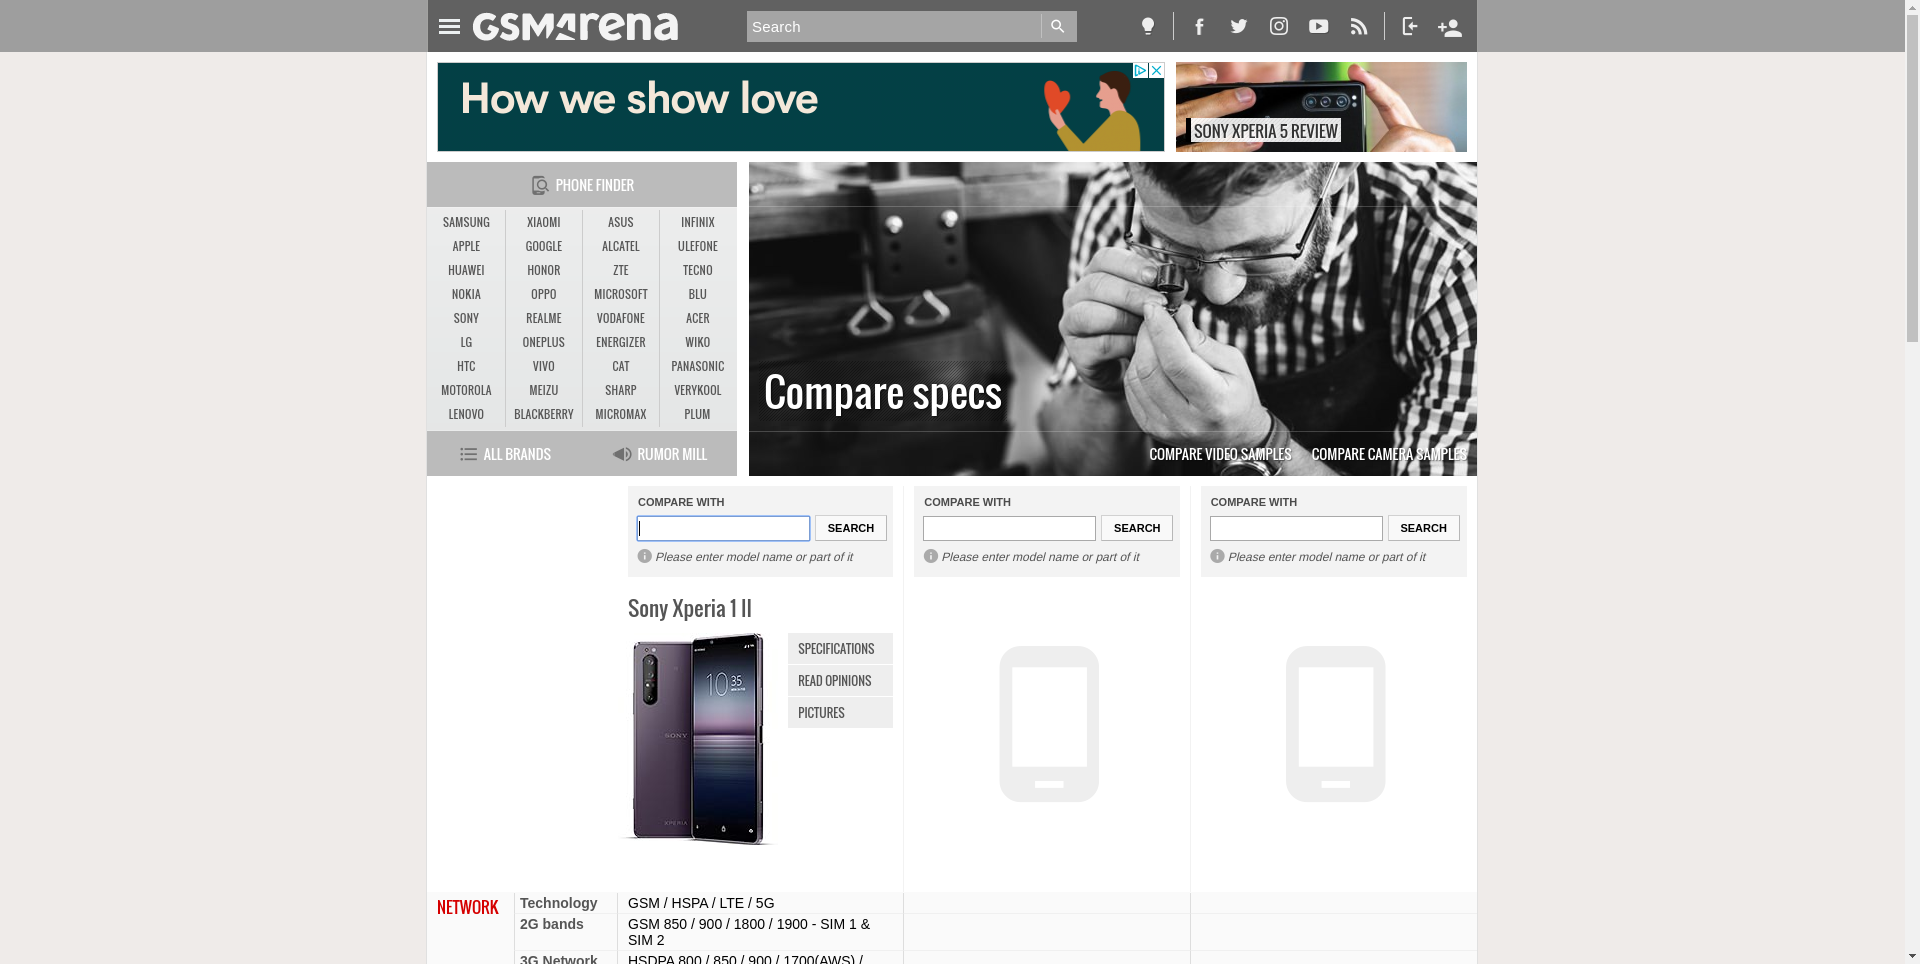 GSMArena
Search
How we show love
SONY XPERIA 5 REVIEW
PHONE FINDER
SAMSUNG XIAOMI ASUS INFINIX
APPLE GOOGLE ALCATEL ULEFONE
HUAWEI HONOR ZTE TECNO
NOKIA OPPO MICROSOFT BLU
SONY REALME VODAFONE ACER
LG ONEPLUS ENERGIZER WIKO
HTC VIVO CAT PANASONIC
MOTOROLA MEIZU SHARP VERYKOOL
LENOVO BLACKBERRY MICROMAX PLUM
ALL BRANDS RUMOR MILL
Compare specs
COMPARE VIDEO SAMPLES COMPARE CAMERA SAMPLES
COMPARE WITH COMPARE WITH COMPARE WITH
SEARCH SEARCH SEARCH
Please enter model name or part of it Please enter model name or part of it Please enter model name or part of it
Sony Xperia 1 II
SPECIFICATIONS
READ OPINIONS
PICTURES
10 35
SONY
XPERIA
NETWORK Technology GSM / HSPA / LTE / 5G
2G bands GSM 850 / 900 / 1800 / 1900 - SIM 1 &
SIM 2
3G Network HSDPA 800 / 850 / 900 / 1700(AWS) /